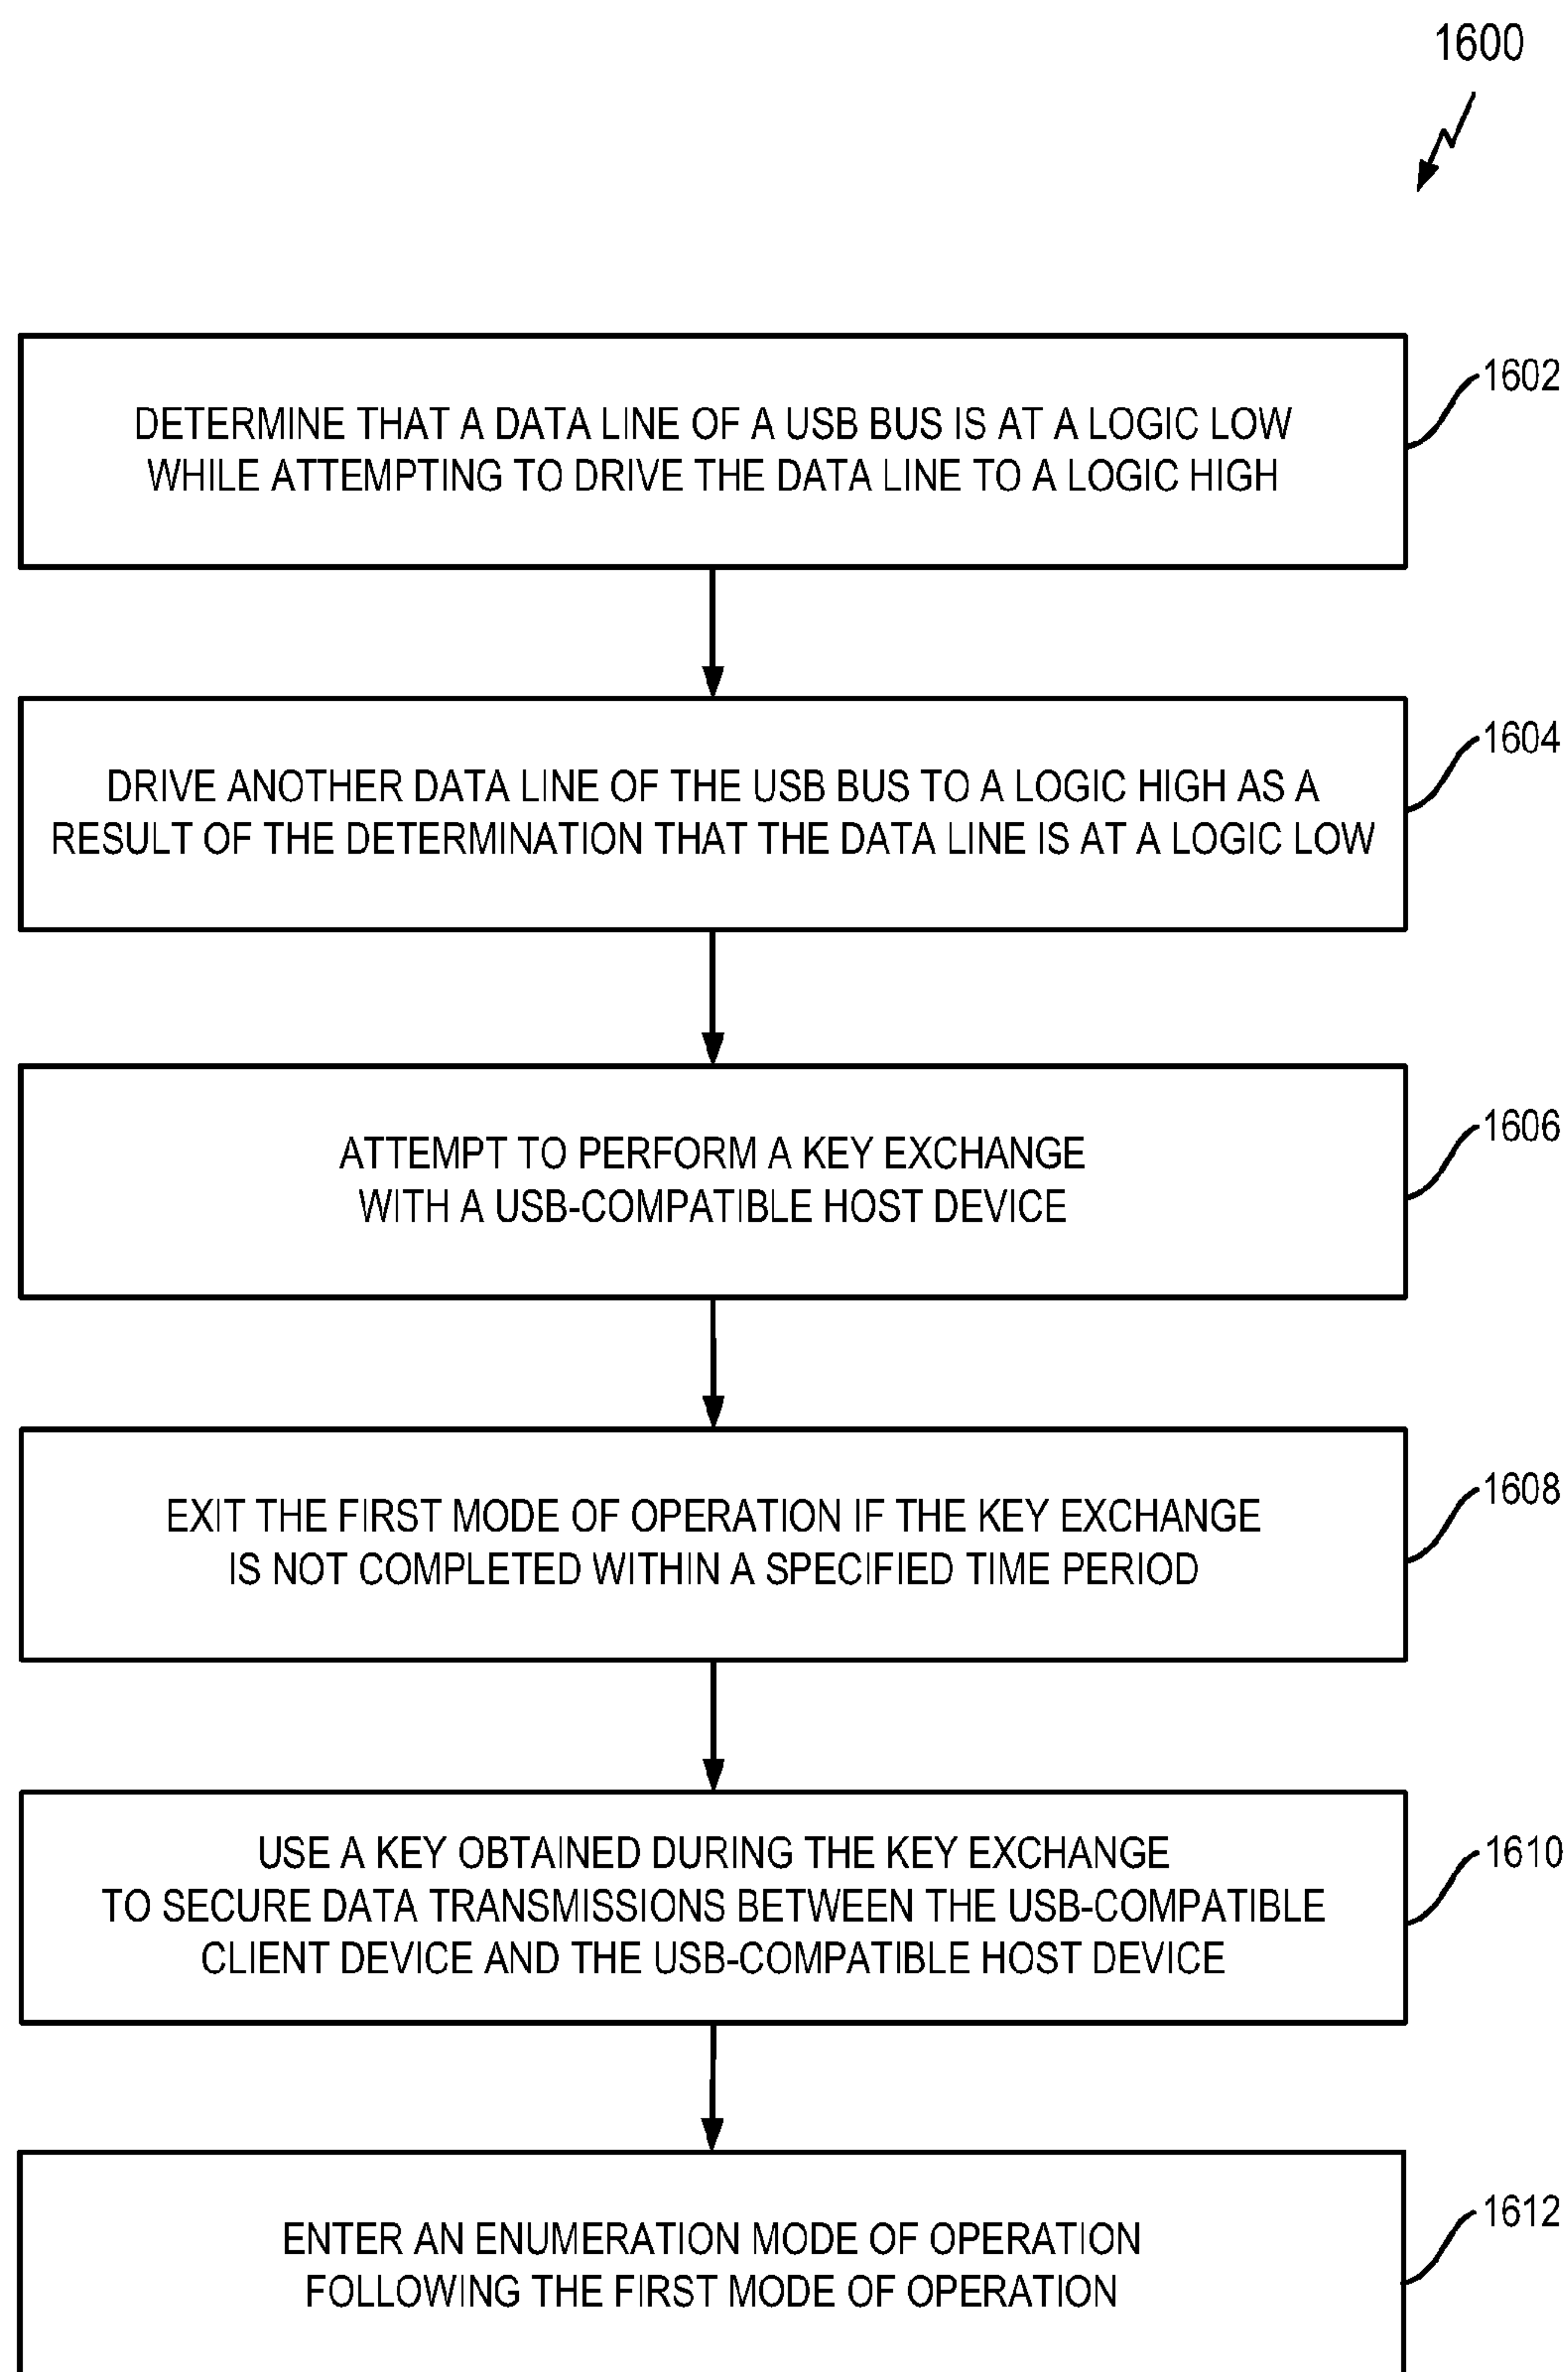 1600
DETERMINE THAT A DATA LINE OF A USB BUS IS AT A LOGIC LOW
WHILE ATTEMPTING TO DRIVE THE DATA LINE TO A LOGIC HIGH
1602
DRIVE ANOTHER DATA LINE OF THE USB BUS TO A LOGIC HIGH AS A
RESULT OF THE DETERMINATION THAT THE DATA LINE IS AT A LOGIC LOW
1604
ATTEMPT TO PERFORM A KEY EXCHANGE
WITH A USB-COMPATIBLE HOST DEVICE
1606
EXIT THE FIRST MODE OF OPERATION IF THE KEY EXCHANGE
IS NOT COMPLETED WITHIN A SPECIFIED TIME PERIOD
1608
USE A KEY OBTAINED DURING THE KEY EXCHANGE
TO SECURE DATA TRANSMISSIONS BETWEEN THE USB-COMPATIBLE
CLIENT DEVICE AND THE USB-COMPATIBLE HOST DEVICE
1610
ENTER AN ENUMERATION MODE OF OPERATION
FOLLOWING THE FIRST MODE OF OPERATION
1612